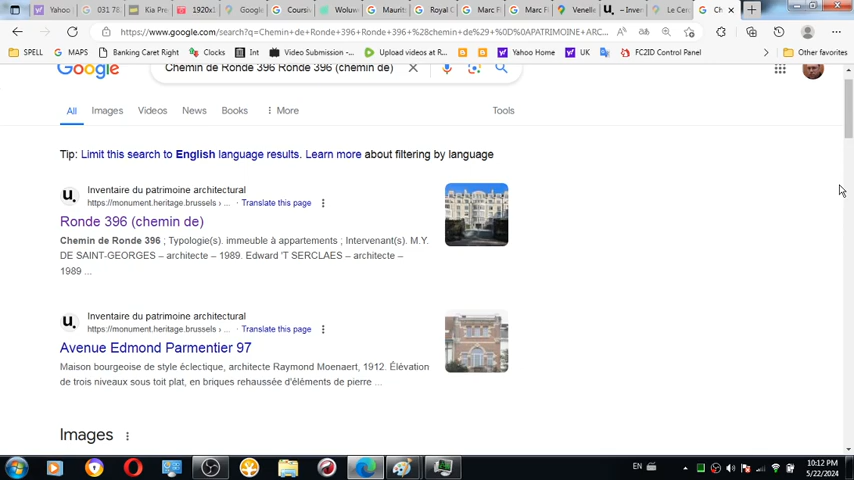 Yahoo
031 78
Kia Pre
1920x1
Google
Coursiv
Woluw
Maurit
Royal C
Marc F
Marc F
Venelle
– Inver
Le Cer
Ch
https://www.google.com/search?q=Chemin+de+Ronde+396+Ronde+396+%28chemin+de%29+%0D%0APATRIMOINE+ARC...
SPELL
MAPS
Banking Caret Right
Clocks
Int
Video Submission -...
Upload videos at R...
Yahoo Home
UK
FC2ID Control Panel
Other favorites
Google
Chemin de Ronde 396 Ronde 396 (chemin de)
All Images Videos News Books More Tools
Tip: Limit this search to English language results. Learn more about filtering by language
Inventaire du patrimoine architectural
https://monument.heritage.brussels › ... · Translate this page
Ronde 396 (chemin de)
Chemin de Ronde 396 ; Typologie(s). immeuble à appartements ; Intervenant(s). M.Y.
DE SAINT-GEORGES – architecte – 1989. Edward 'T SERCLAES – architecte –
1989 ...
Inventaire du patrimoine architectural
https://monument.heritage.brussels › ... · Translate this page
Avenue Edmond Parmentier 97
Maison bourgeoise de style éclectique, architecte Raymond Moenaert, 1912. Élévation
de trois niveaux sous toit plat, en briques rehaussée d'éléments de pierre ...
Images
EN
10:12 PM
5/22/2024